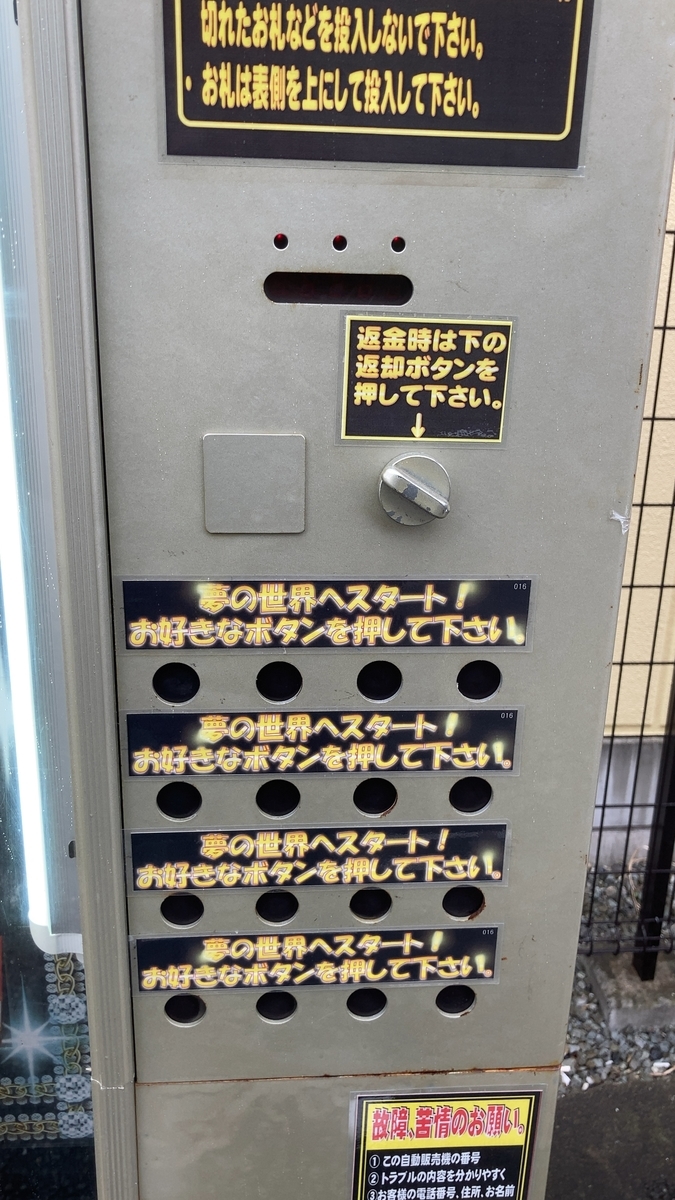 切れたお札などを投入しないで下さい。
・お札は表側を上にして投入して下さい。
返金時は下の
返却ボタンを
押して下さい。
↓
016
夢の世界へスタート！
お好きなボタンを押して下さい。
016
夢の世界へスタート！
お好きなボタンを押して下さい。
夢の世界へスタート！
お好きなボタンを押して下さい。
016
夢の世界へスタート！
お好きなボタンを押して下さい。
故障、苦情のお願い。
①この自動販売機の番号
②トラブルの内容を分かりやすく
③お客様の電話番号、住所、お名前